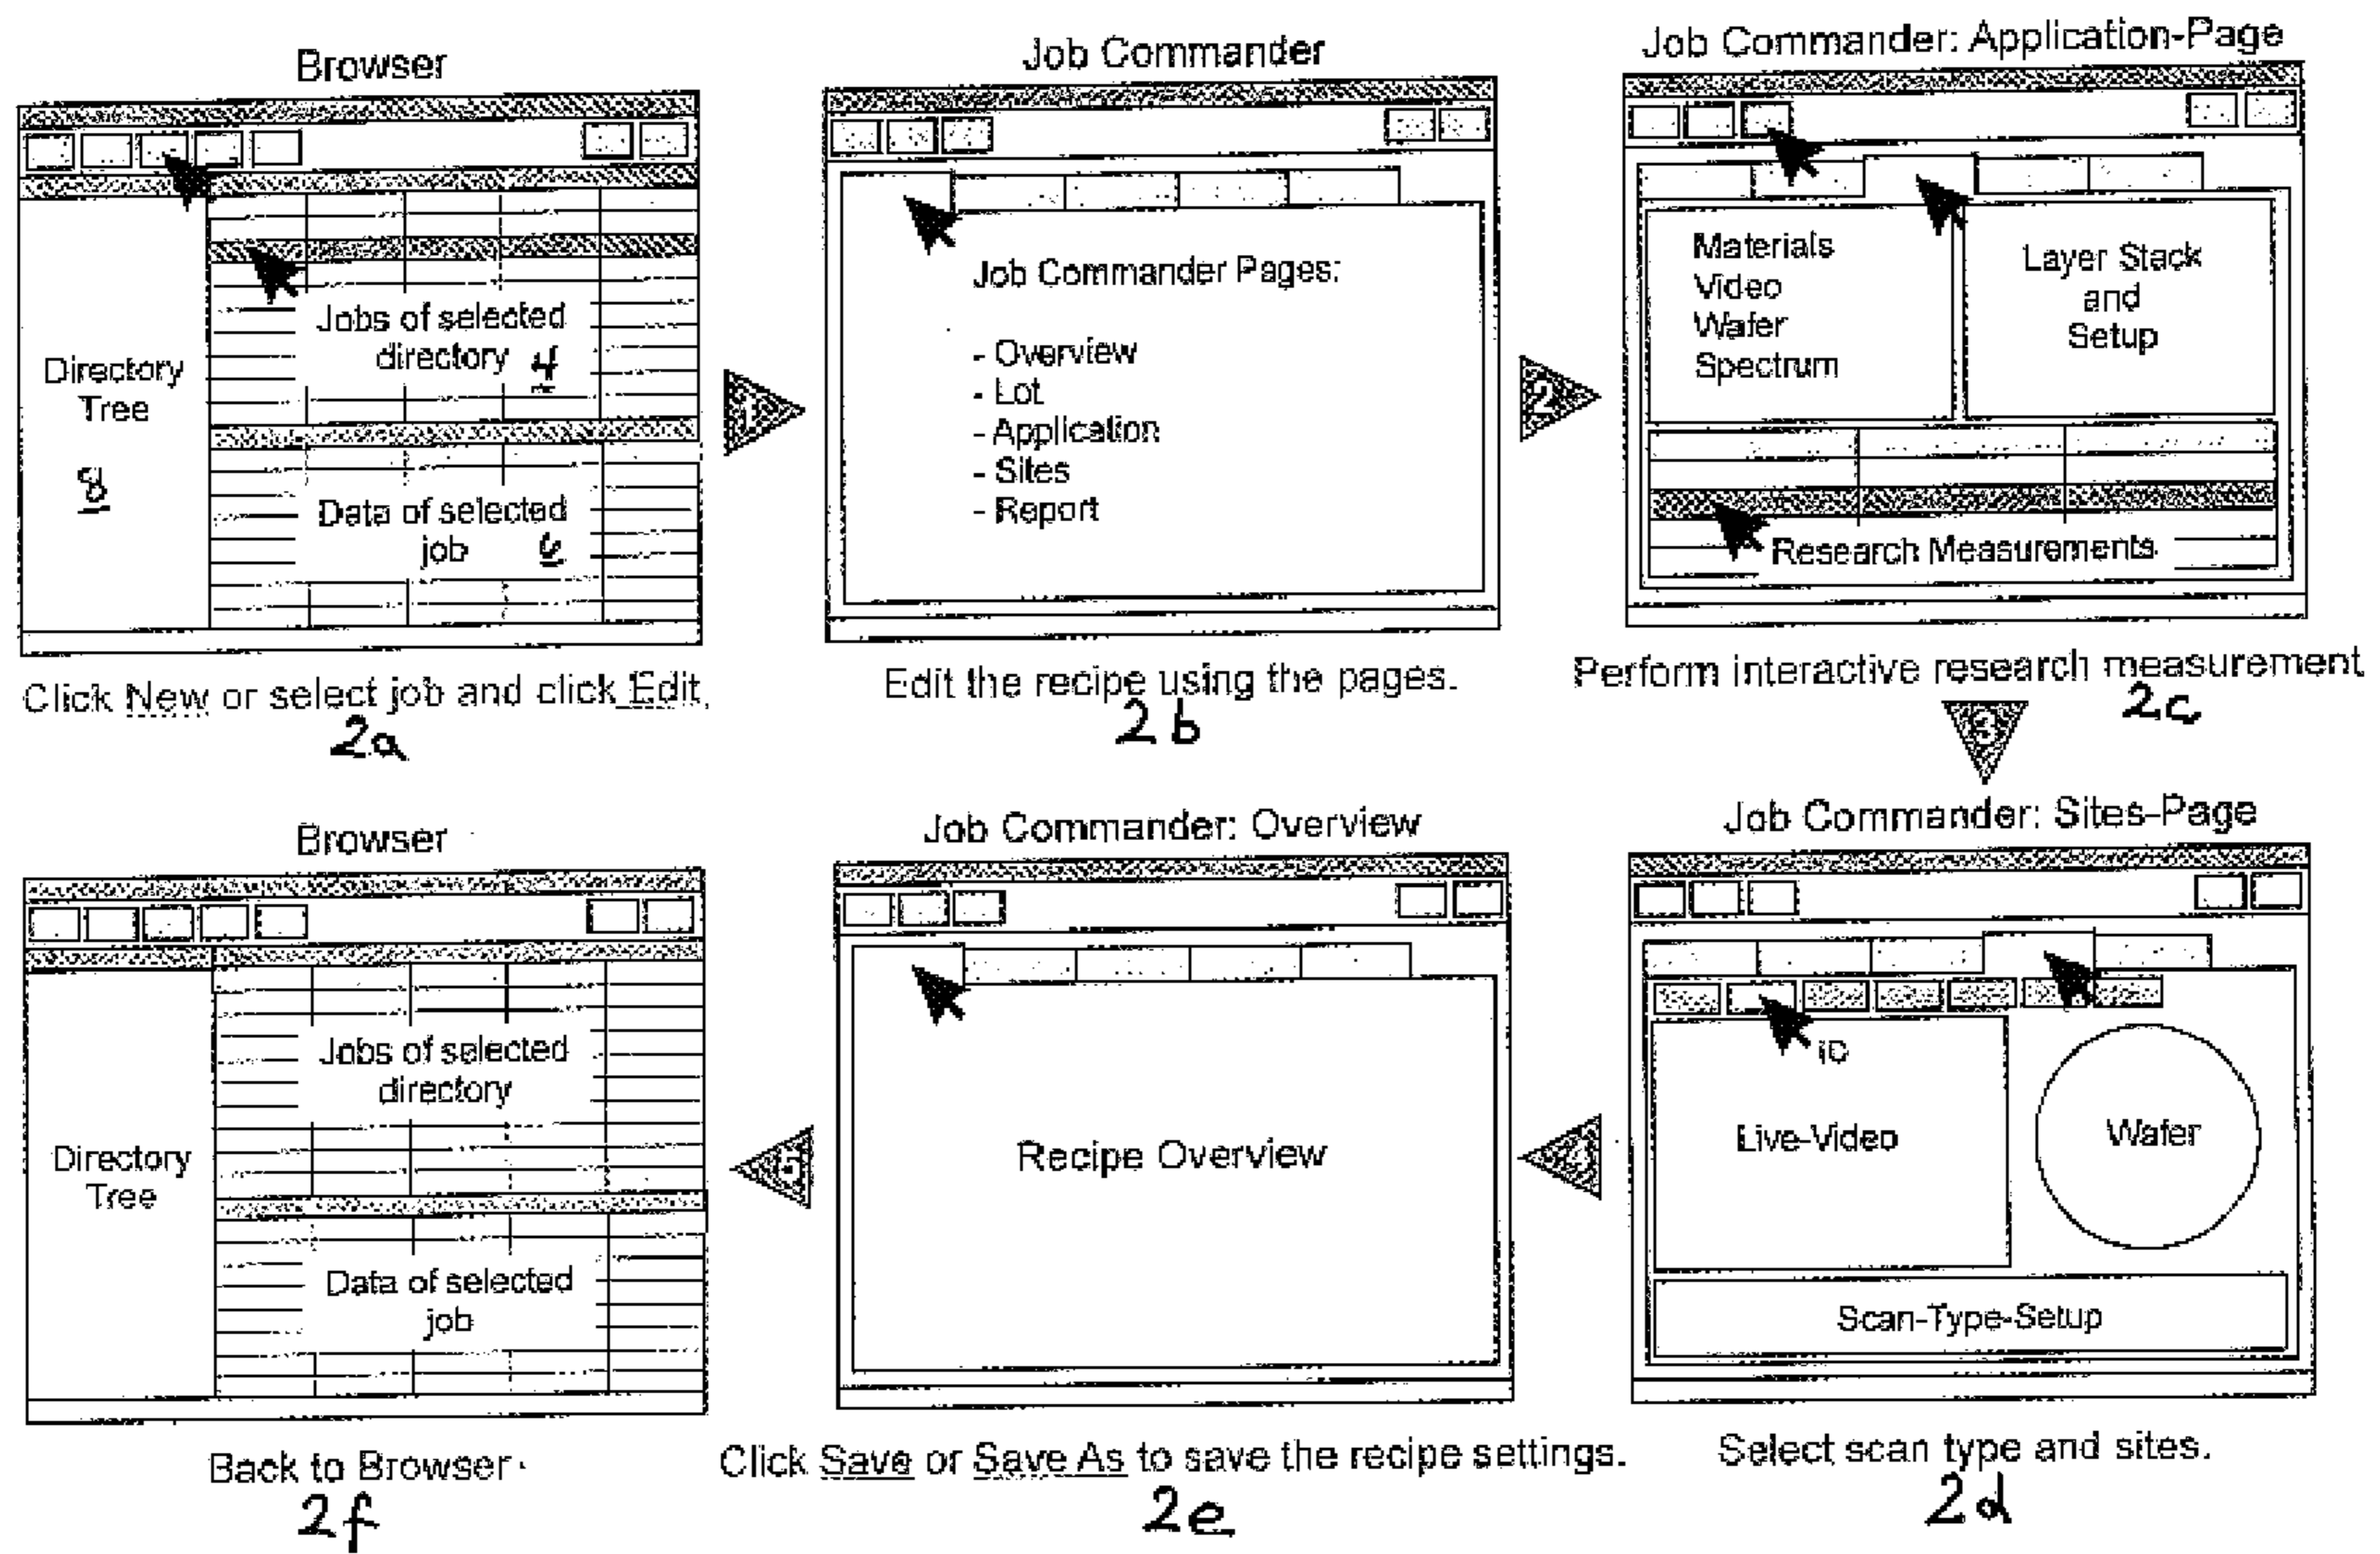 Browser
Directory
Tree
8
Jobs of selected
directory 4
Data of selected
job 6
Click New or select job and click Edit.
2a
1
Job Commander
Job Commander Pages:
- Overview
- Lot
- Application
- Sites
- Report
Edit the recipe using the pages.
2b
2
Job Commander: Application-Page
Materials
Video
Wafer
Spectrum
Layer Stack
and
Setup
Research Measurements
Perform interactive research measurement
2c
3
Job Commander: Sites-Page
Live-Video
Wafer
Scan-Type-Setup
Select scan type and sites.
2d
4
Job Commander: Overview
Recipe Overview
Click Save or Save As to save the recipe settings.
2e
5
Browser
Directory
Tree
Jobs of selected
directory
Data of selected
job
Back to Browser.
2f